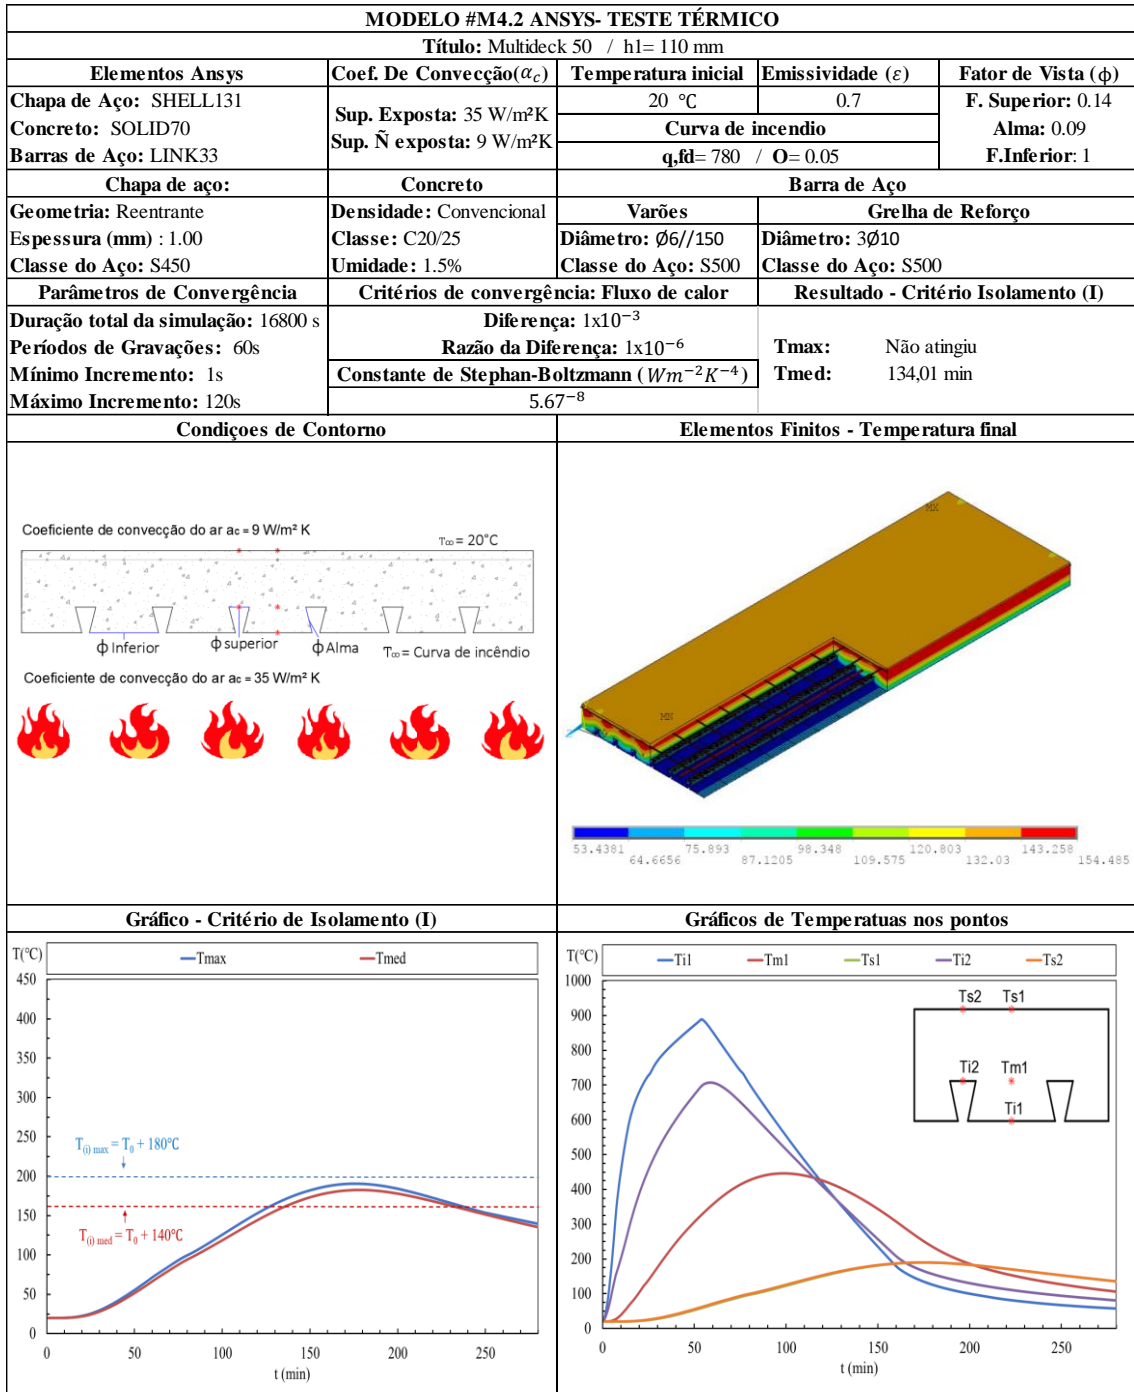 MODELO #M4.2 ANSYS- TESTE TÉRMICO
Título: Multideck 50 / h1= 110 mm
Elementos Ansys
Chapa de Aço: SHELL131
Concreto: SOLID70
Barras de Aço: LINK33
Coef. De Convecção(α_c)
Sup. Exposta: 35 W/m²K
Sup. Ñ exposta: 9 W/m²K
Temperatura inicial
20 °C
Emissividade (ε)
0.7
Curva de incendio
q,fd= 780 / O= 0.05
Fator de Vista (ϕ)
F. Superior: 0.14
Alma: 0.09
F.Inferior: 1
Chapa de aço:
Geometria: Reentrante
Espessura (mm) : 1.00
Classe do Aço: S450
Concreto
Densidade: Convencional
Classe: C20/25
Umidade: 1.5%
Barra de Aço
Varões
Diâmetro: Ø6//150
Classe do Aço: S500
Grelha de Reforço
Diâmetro: 3Ø10
Classe do Aço: S500
Parâmetros de Convergência
Duração total da simulação: 16800 s
Períodos de Gravações: 60s
Mínimo Incremento: 1s
Máximo Incremento: 120s
Critérios de convergência: Fluxo de calor
Diferença: 1x10⁻³
Razão da Diferença: 1x10⁻⁶
Constante de Stephan-Boltzmann (Wm⁻²K⁻⁴)
5.67⁻⁸
Resultado - Critério Isolamento (I)
Tmax: Não atingiu
Tmed: 134,01 min
Condiçoes de Contorno
Coeficiente de convecção do ar ac = 9 W/m² K
T∞ = 20°C
ϕ Inferior
ϕ superior
ϕ Alma
T∞ = Curva de incêndio
Coeficiente de convecção do ar ac = 35 W/m² K
Elementos Finitos - Temperatura final
MX
MN
53.4381 75.893 98.348 120.803 143.258
64.6656 87.1205 109.575 132.03 154.485
Gráfico - Critério de Isolamento (I)
T(°C)
Tmax Tmed
450
400
350
300
250
200
150
100
50
0
T(i) max = T0 + 180°C
T(i) med = T0 + 140°C
0 50 100 150 200 250
t (min)
Gráficos de Temperatuas nos pontos
T(°C)
Ti1 Tm1 Ts1 Ti2 Ts2
1000
900
800
700
600
500
400
300
200
100
0
Ts2 Ts1
Ti2 Tm1
Ti1
0 50 100 150 200 250
t (min)